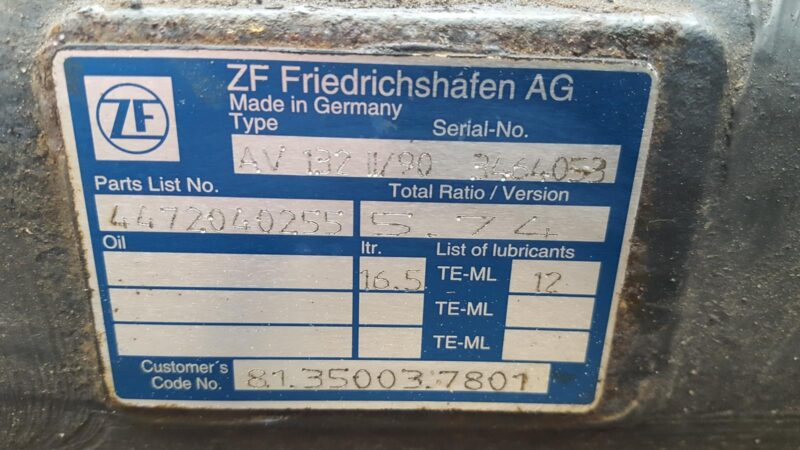 ZF
ZF Friedrichshafen AG
Made in Germany
Type Serial-No.
AV 132 II/90 3464053
Parts List No. Total Ratio / Version
4472040255 5.74
Oil ltr. List of lubricants
16.5 TE-ML 12
TE-ML
TE-ML
Customer's
Code No. 81.35003.7801